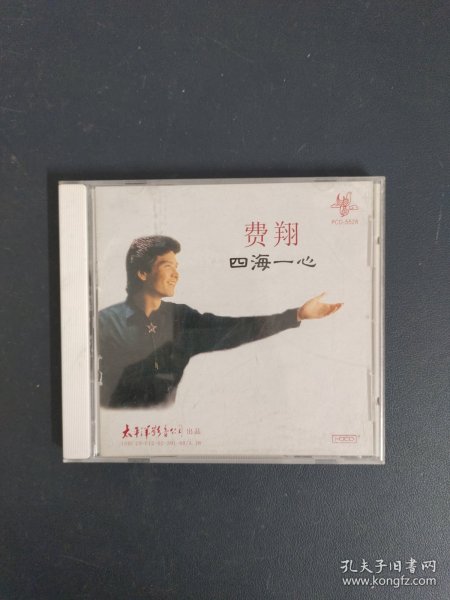 PCD-5528
费翔
四海一心
太平洋影音公司 出品
孔夫子旧书网
www.kongfz.com